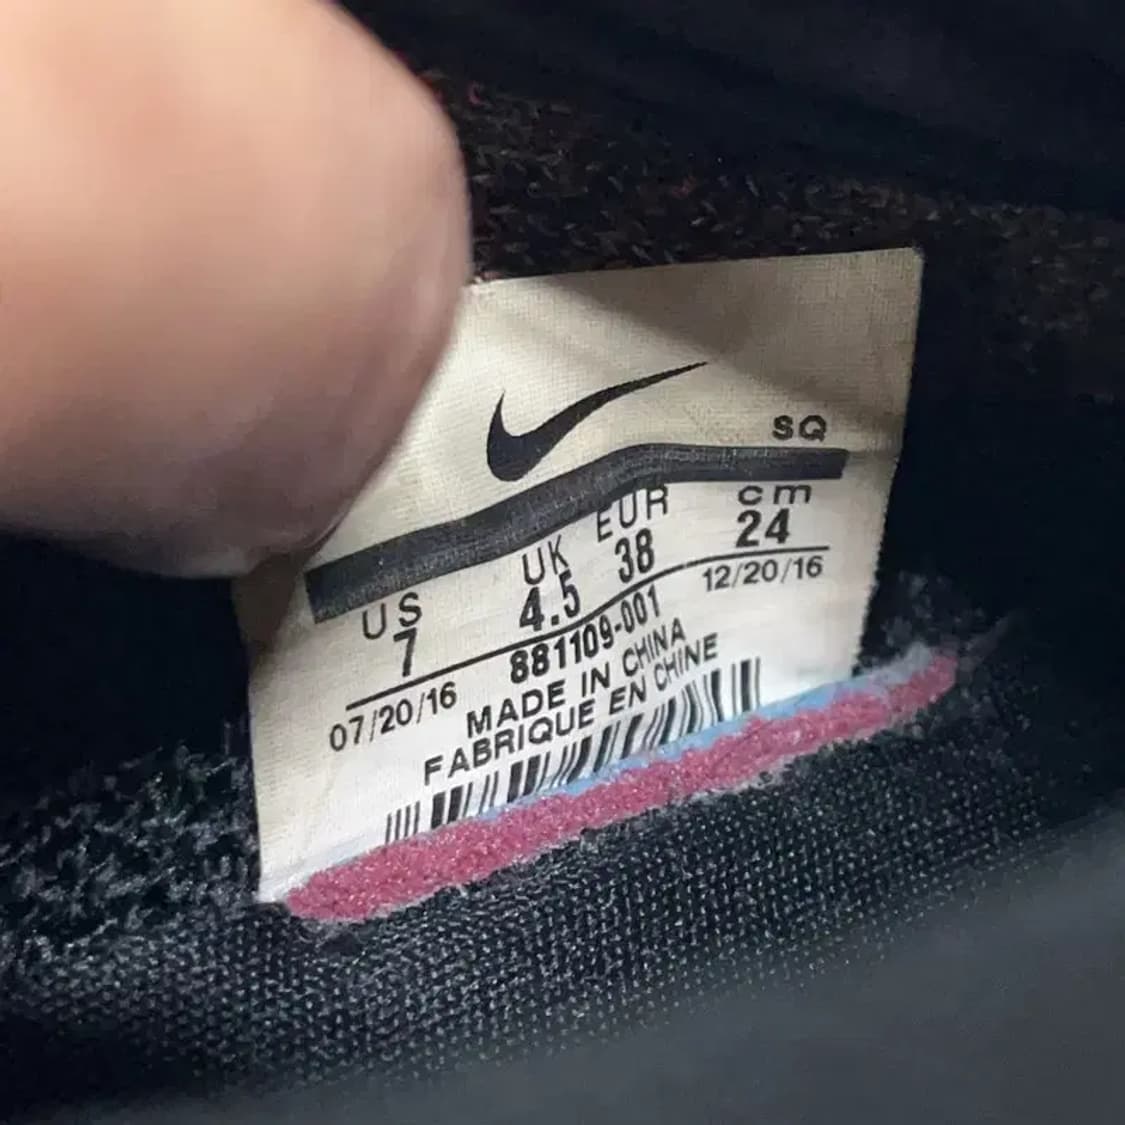 SQ
US UK EUR cm
7 4.5 38 24
07/20/16 881109-001 12/20/16
MADE IN CHINA
FABRIQUE EN CHINE